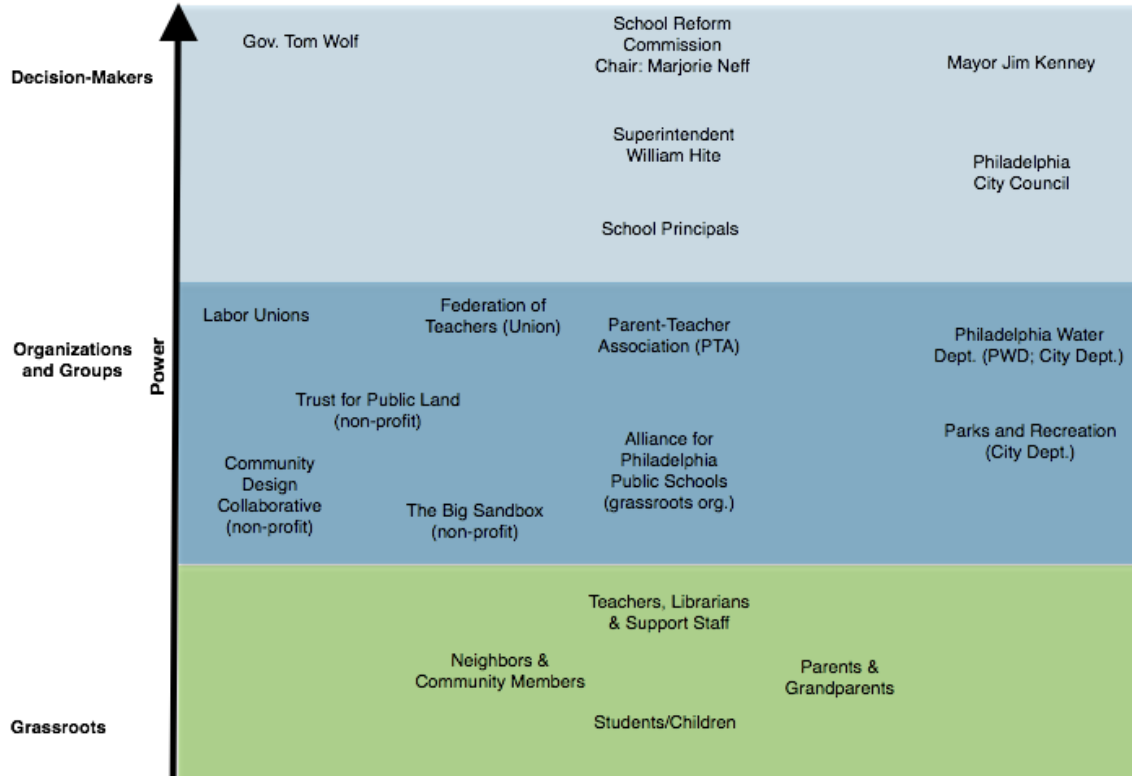 Gov. Tom Wolf
School Reform
Commission
Chair: Marjorie Neff
Mayor Jim Kenney
Decision-Makers
Superintendent
William Hite
Philadelphia
City Council
School Principals
Labor Unions
Federation of
Teachers (Union)
Parent-Teacher
Association (PTA)
Philadelphia Water
Dept. (PWD; City Dept.)
Organizations
and Groups
Power
Trust for Public Land
(non-profit)
Alliance for
Philadelphia
Public Schools
(grassroots org.)
Parks and Recreation
(City Dept.)
Community
Design
Collaborative
(non-profit)
The Big Sandbox
(non-profit)
Teachers, Librarians
& Support Staff
Neighbors &
Community Members
Parents &
Grandparents
Students/Children
Grassroots